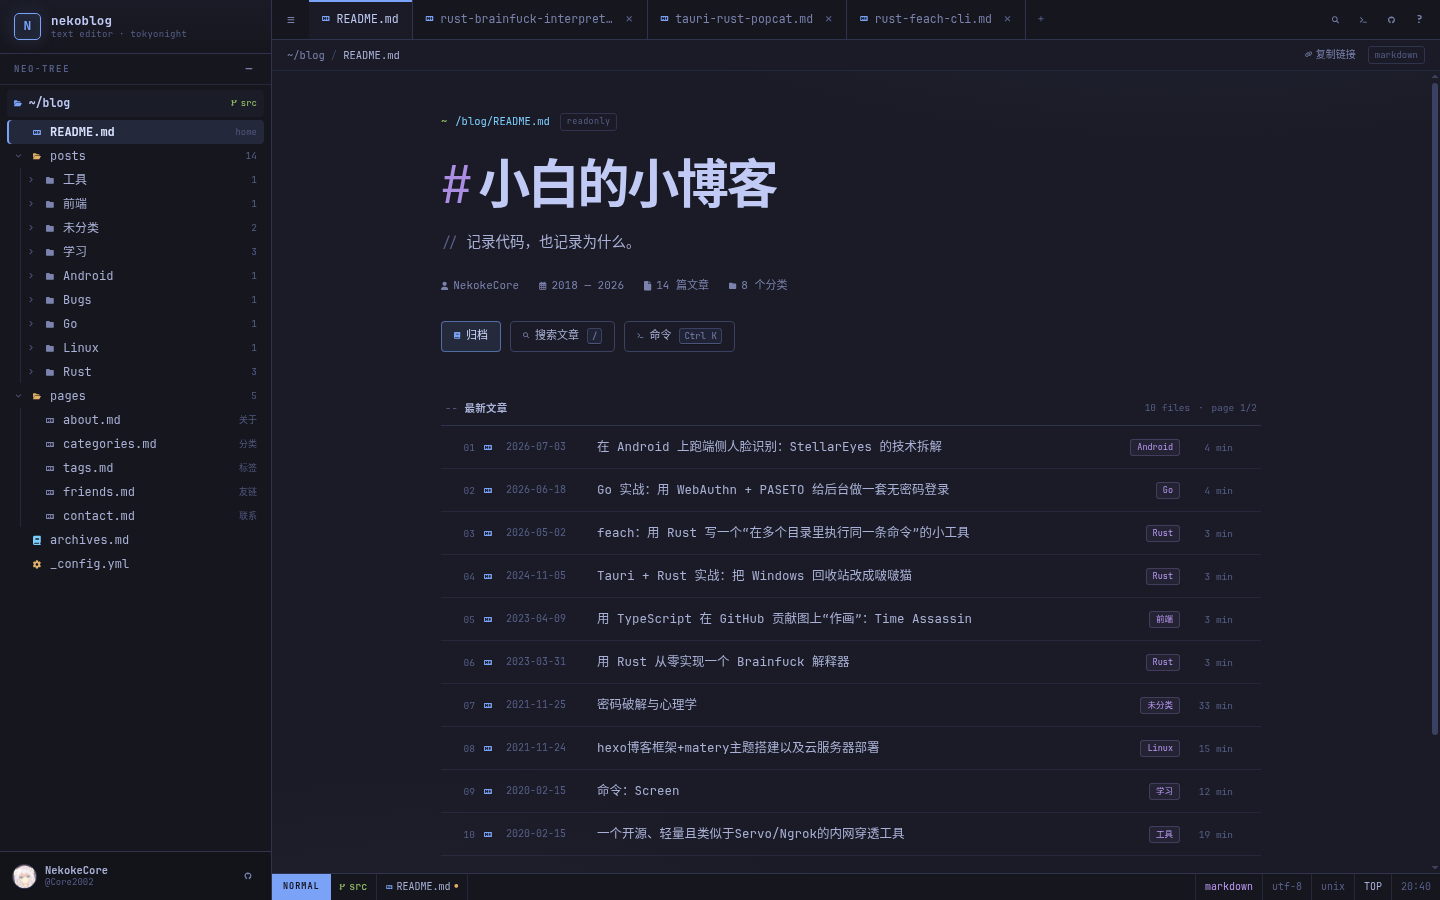 N
nekoblog
text editor · tokyonight
NEO-TREE
~/blog
src
README.md home
posts 14
工具 1
前端 1
未分类 2
学习 3
Android 1
Bugs 1
Go 1
Linux 1
Rust 3
pages 5
about.md 关于
categories.md 分类
tags.md 标签
friends.md 友链
contact.md 联系
archives.md
_config.yml
NekokeCore
@Core2002
README.md
rust-brainfuck-interpret… ×
tauri-rust-popcat.md ×
rust-feach-cli.md ×
+
?
~/blog / README.md
复制链接
markdown
~ /blog/README.md readonly
# 小白的小博客
// 记录代码，也记录为什么。
NekokeCore 2018 — 2026 14 篇文章 8 个分类
归档
搜索文章 /
命令 Ctrl K
-- 最新文章 10 files · page 1/2
01 2026-07-03 在 Android 上跑端侧人脸识别：StellarEyes 的技术拆解 Android 4 min
02 2026-06-18 Go 实战：用 WebAuthn + PASETO 给后台做一套无密码登录 Go 4 min
03 2026-05-02 feach：用 Rust 写一个“在多个目录里执行同一条命令”的小工具 Rust 3 min
04 2024-11-05 Tauri + Rust 实战：把 Windows 回收站改成啵啵猫 Rust 3 min
05 2023-04-09 用 TypeScript 在 GitHub 贡献图上“作画”：Time Assassin 前端 3 min
06 2023-03-31 用 Rust 从零实现一个 Brainfuck 解释器 Rust 3 min
07 2021-11-25 密码破解与心理学 未分类 33 min
08 2021-11-24 hexo博客框架+matery主题搭建以及云服务器部署 Linux 15 min
09 2020-02-15 命令：Screen 学习 12 min
10 2020-02-15 一个开源、轻量且类似于Servo/Ngrok的内网穿透工具 工具 19 min
NORMAL
src
README.md
markdown
utf-8
unix
TOP
20:40